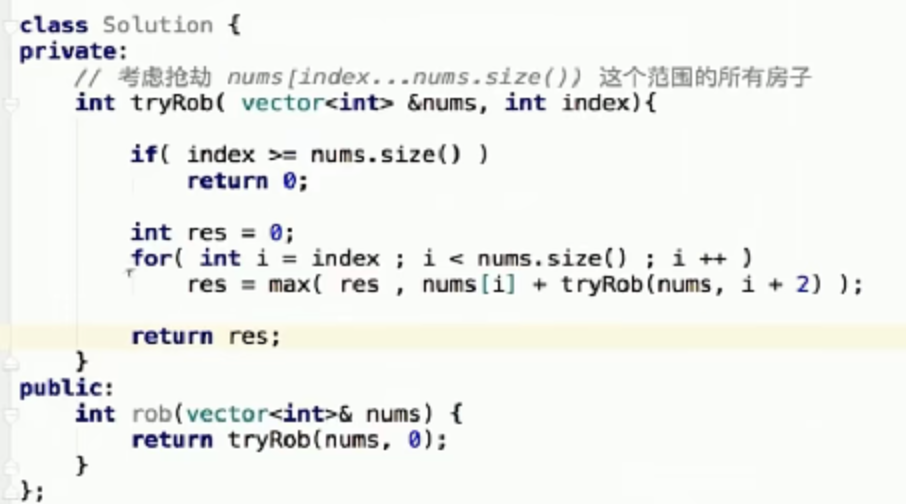 class Solution {
private:
    // 考虑抢劫 nums[index...nums.size()) 这个范围的所有房子
    int tryRob( vector<int> &nums, int index){
        if( index >= nums.size() )
            return 0;
        int res = 0;
        for( int i = index ; i < nums.size() ; i ++ )
            res = max( res , nums[i] + tryRob(nums, i + 2) );
        return res;
    }
public:
    int rob(vector<int>& nums) {
        return tryRob(nums, 0);
    }
};